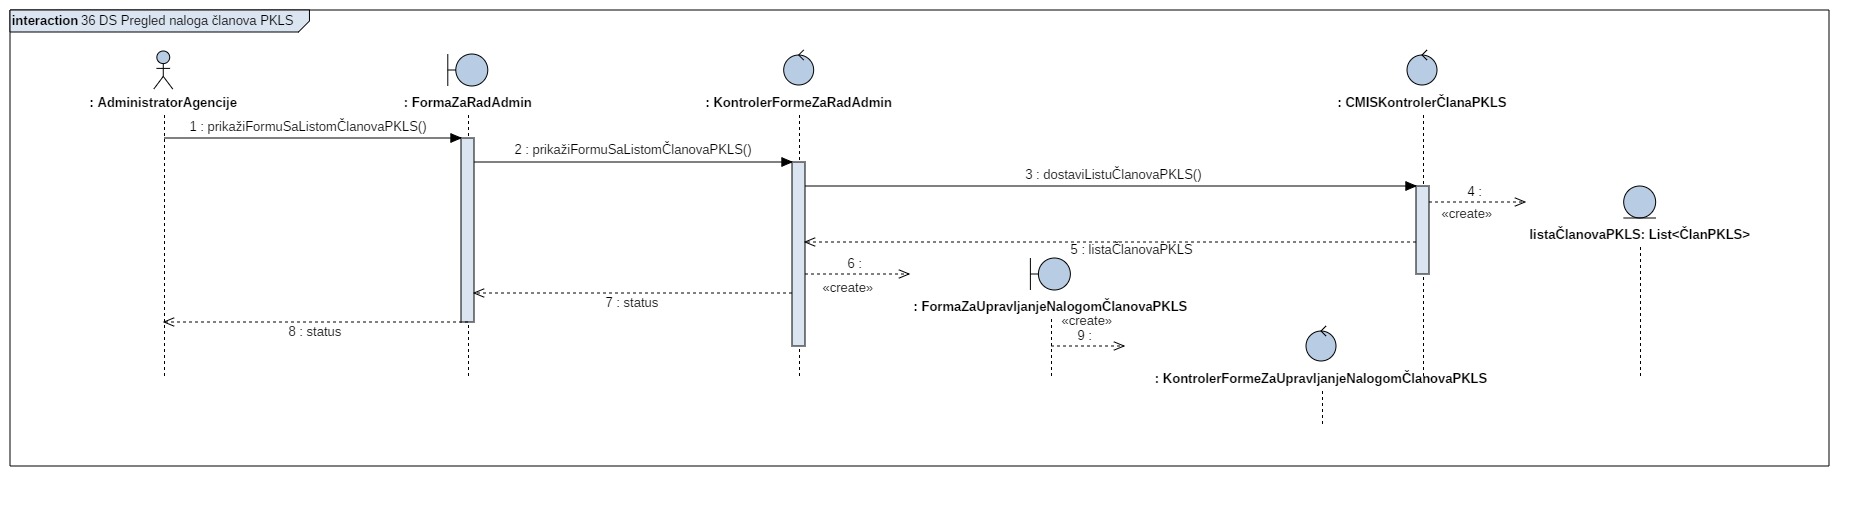 interaction 36 DS Pregled naloga članova PKLS
: AdministratorAgencije
: FormaZaRadAdmin
: KontrolerFormeZaRadAdmin
: CMISKontrolerČlanaPKLS
1 : prikažiFormuSaListomČlanovaPKLS()
2 : prikažiFormuSaListomČlanovaPKLS()
3 : dostaviListuČlanovaPKLS()
4 :
«create»
listaČlanovaPKLS: List<ČlanPKLS>
5 : listaČlanovaPKLS
6 :
«create»
: FormaZaUpravljanjeNalogomČlanovaPKLS
7 : status
8 : status
«create»
9 :
: KontrolerFormeZaUpravljanjeNalogomČlanovaPKLS